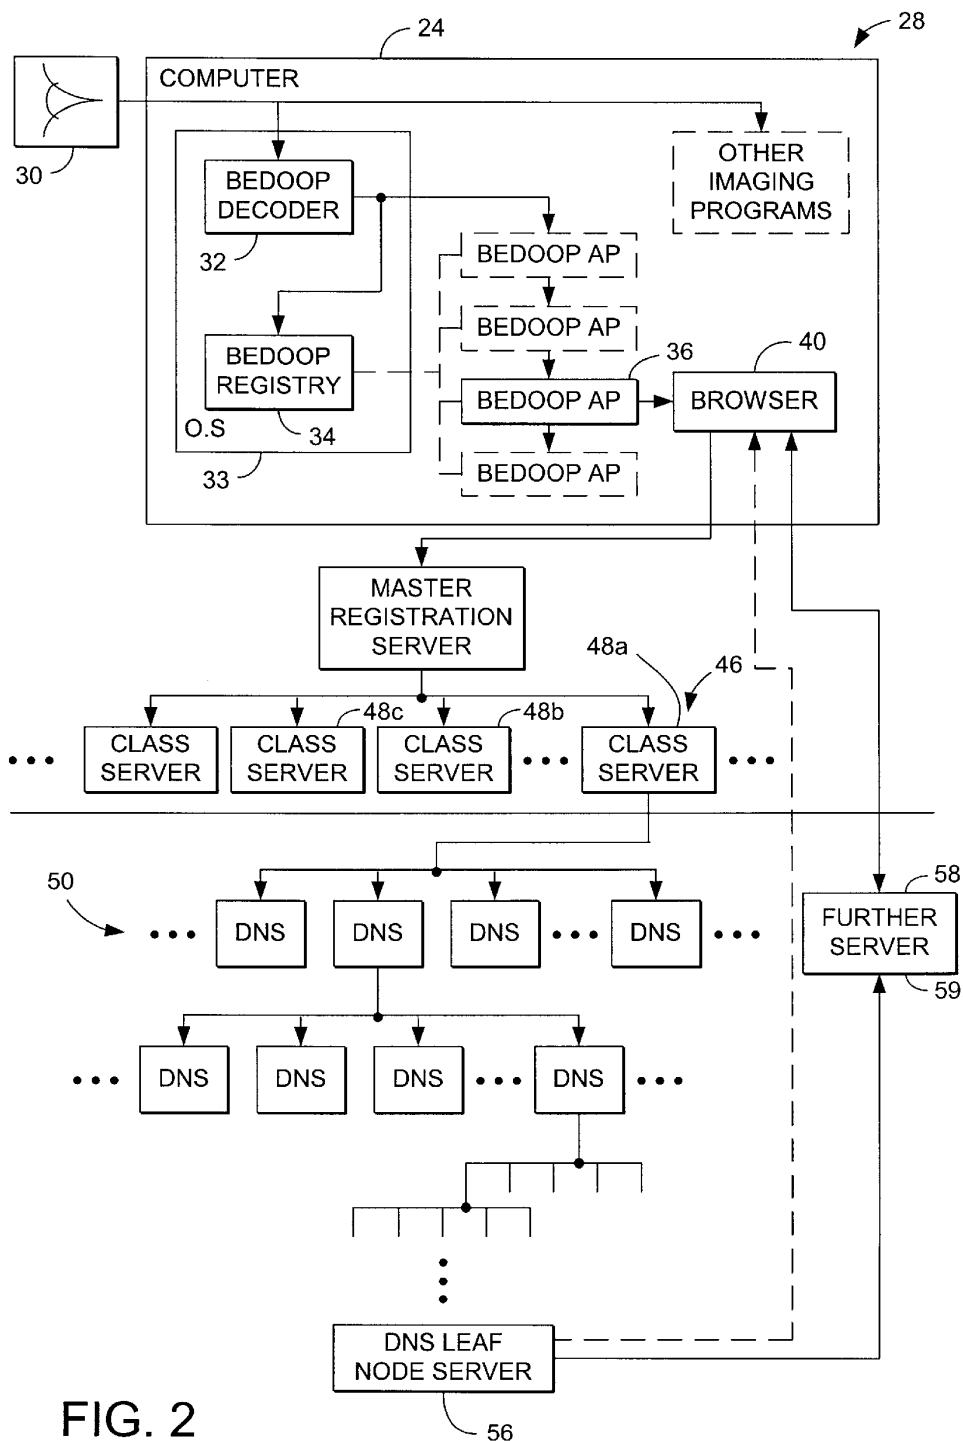 24
28
COMPUTER
30
OTHER
IMAGING
PROGRAMS
BEDOOP
DECODER
32
BEDOOP AP
BEDOOP AP
BEDOOP
REGISTRY
34
O.S
33
36
BEDOOP AP
40
BROWSER
BEDOOP AP
MASTER
REGISTRATION
SERVER
48a
46
CLASS
SERVER
48c
CLASS
SERVER
48b
CLASS
SERVER
CLASS
SERVER
50
DNS
DNS
DNS
DNS
58
FURTHER
SERVER
59
DNS
DNS
DNS
DNS
DNS LEAF
NODE SERVER
56
FIG. 2